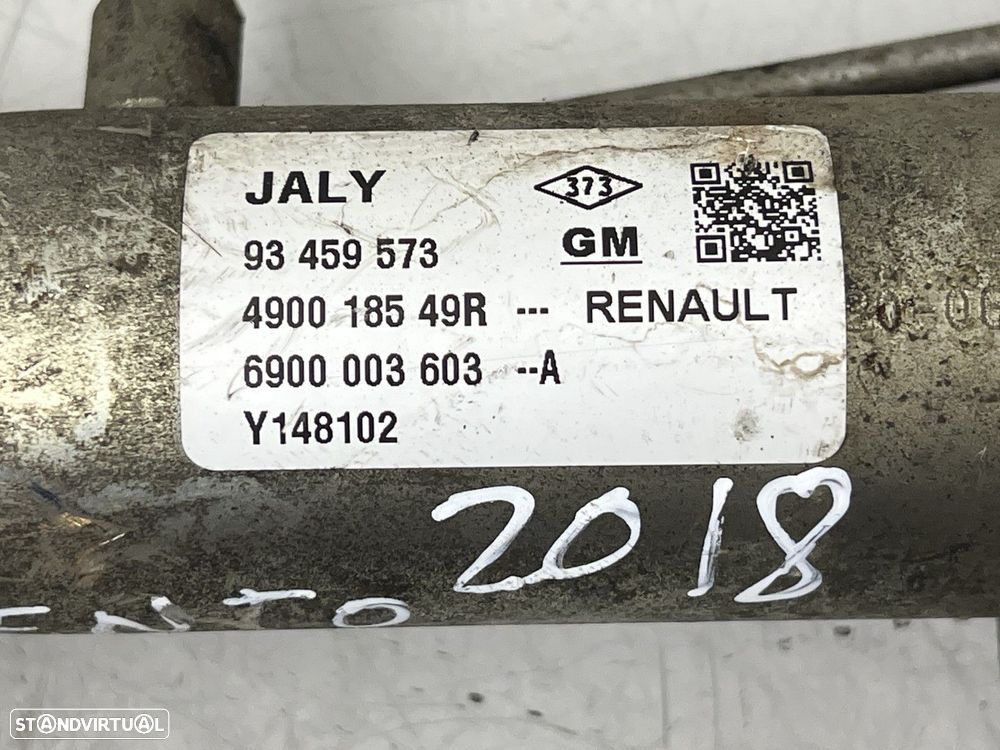 JALY 373
93 459 573 GM
4900 185 49R --- RENAULT
6900 003 603 --A
Y148102
2018
STANDVIRTUAL